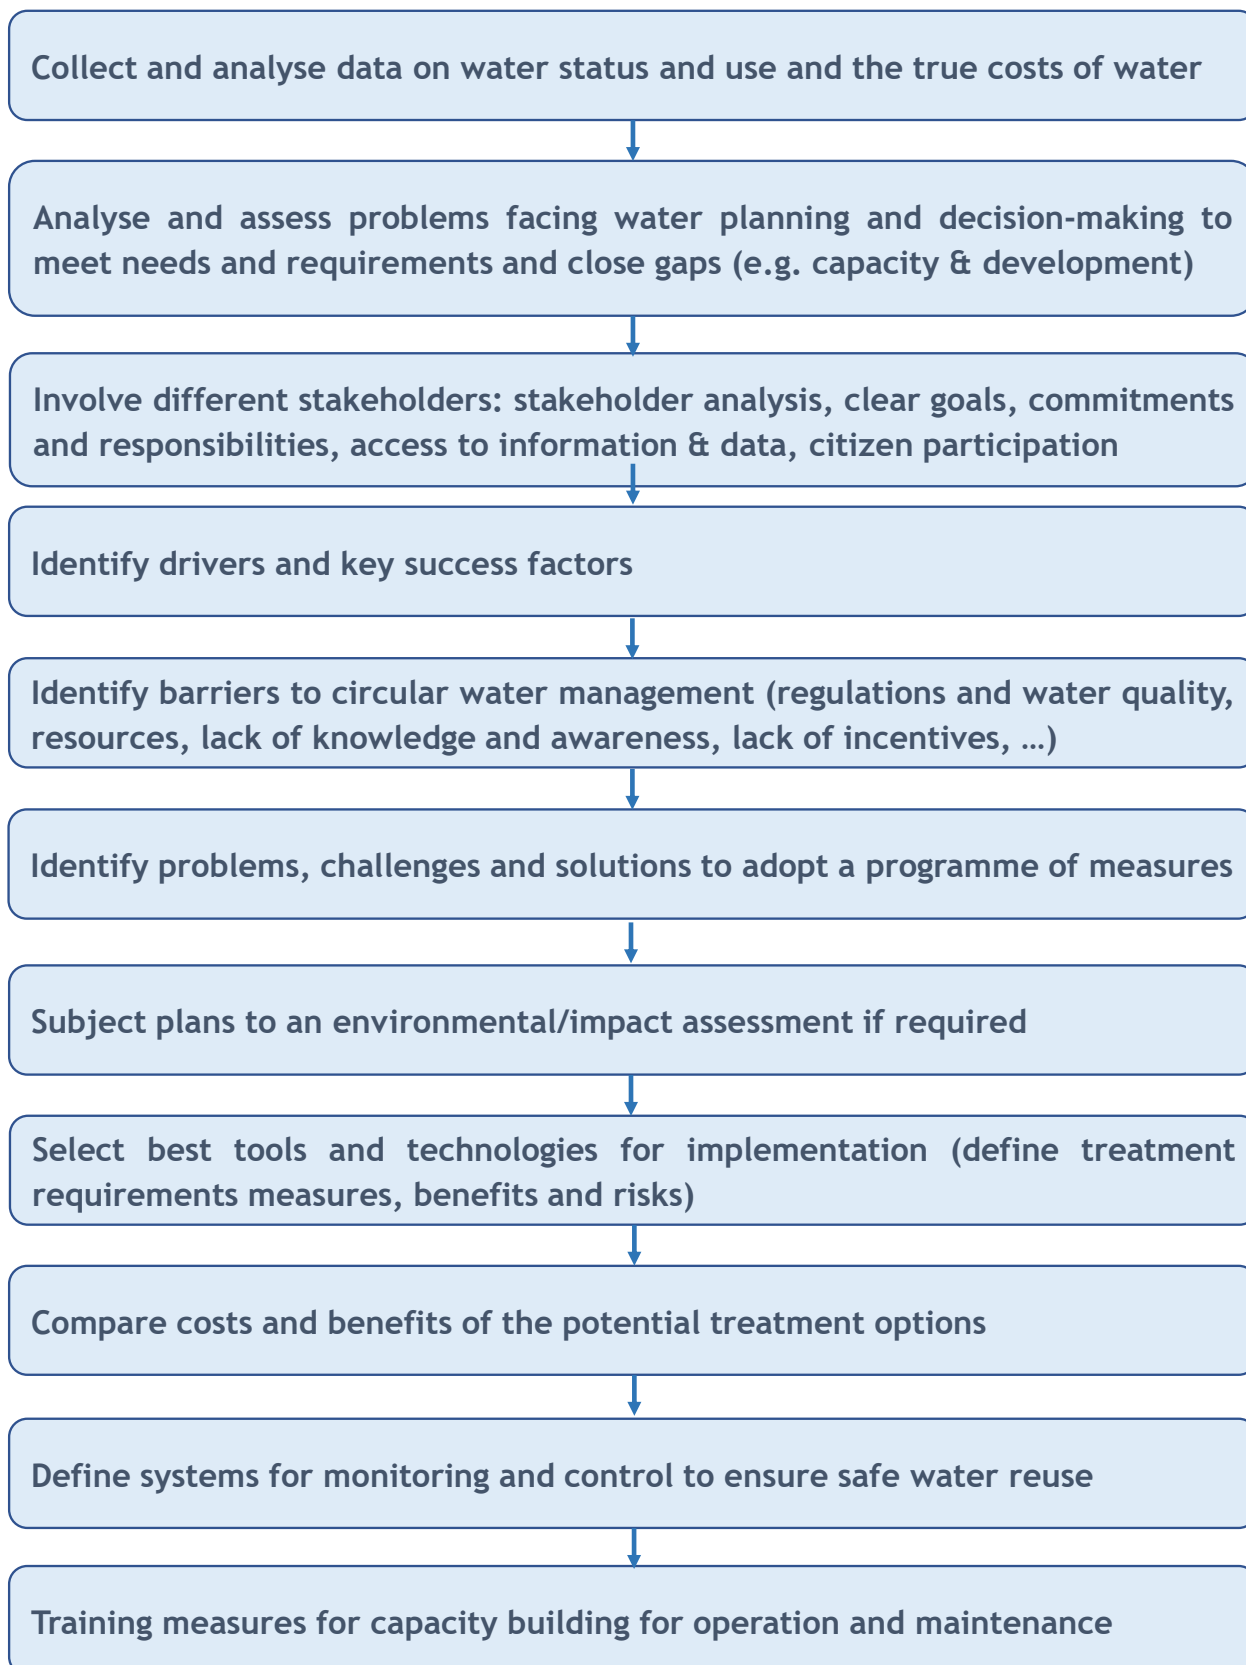 Collect and analyse data on water status and use and the true costs of water
Analyse and assess problems facing water planning and decision-making to
meet needs and requirements and close gaps (e.g. capacity & development)
Involve different stakeholders: stakeholder analysis, clear goals, commitments
and responsibilities, access to information & data, citizen participation
Identify drivers and key success factors
Identify barriers to circular water management (regulations and water quality,
resources, lack of knowledge and awareness, lack of incentives, …)
Identify problems, challenges and solutions to adopt a programme of measures
Subject plans to an environmental/impact assessment if required
Select best tools and technologies for implementation (define treatment
requirements measures, benefits and risks)
Compare costs and benefits of the potential treatment options
Define systems for monitoring and control to ensure safe water reuse
Training measures for capacity building for operation and maintenance